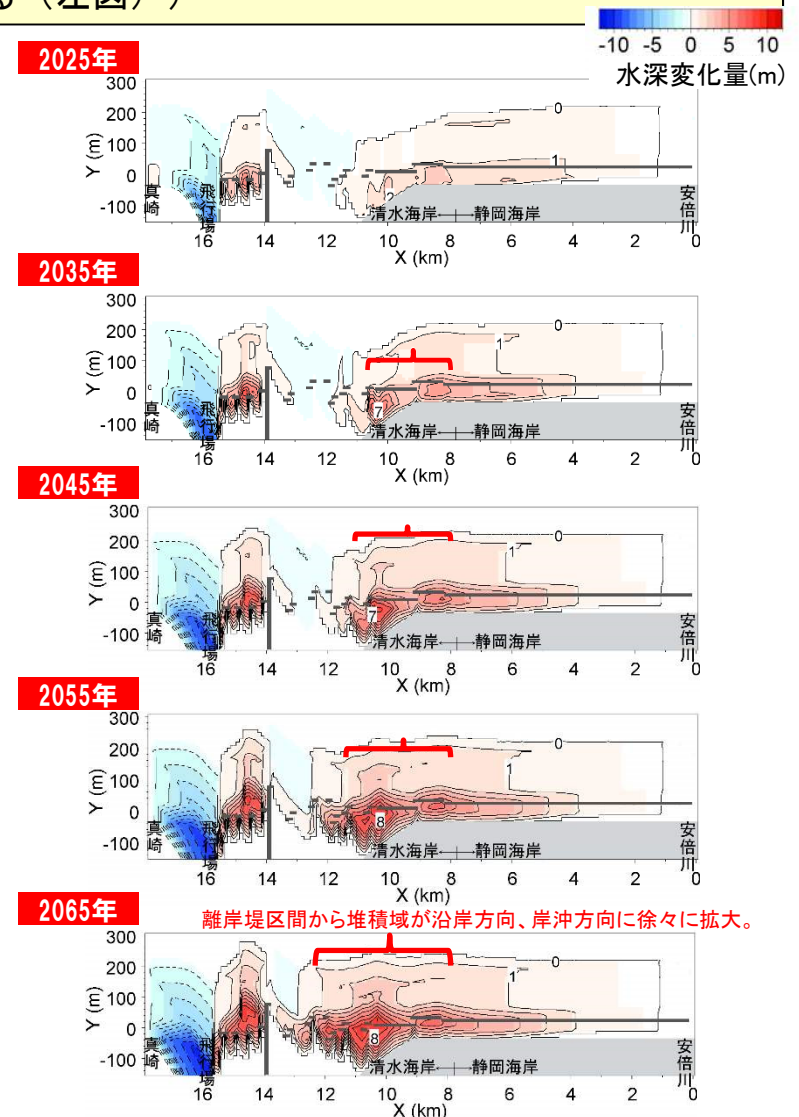 る（左図））
-10 -5 0 5 10
水深変化量(m)
2025年
300
200
100
0
-100
Y (m)
0
1
2
真崎
飛行場
清水海岸←→静岡海岸
安倍川
16 14 12 10 8 6 4 2 0
X (km)
2035年
300
200
100
0
-100
Y (m)
0
1
7
真崎
飛行場
清水海岸←→静岡海岸
安倍川
16 14 12 10 8 6 4 2 0
X (km)
2045年
300
200
100
0
-100
Y (m)
0
1
7
真崎
飛行場
清水海岸←→静岡海岸
安倍川
16 14 12 10 8 6 4 2 0
X (km)
2055年
300
200
100
0
-100
Y (m)
0
1
8
真崎
飛行場
清水海岸←→静岡海岸
安倍川
16 14 12 10 8 6 4 2 0
X (km)
2065年
離岸堤区間から堆積域が沿岸方向、岸沖方向に徐々に拡大。
300
200
100
0
-100
Y (m)
0
1
8
真崎
飛行場
清水海岸←→静岡海岸
安倍川
16 14 12 10 8 6 4 2 0
X (km)